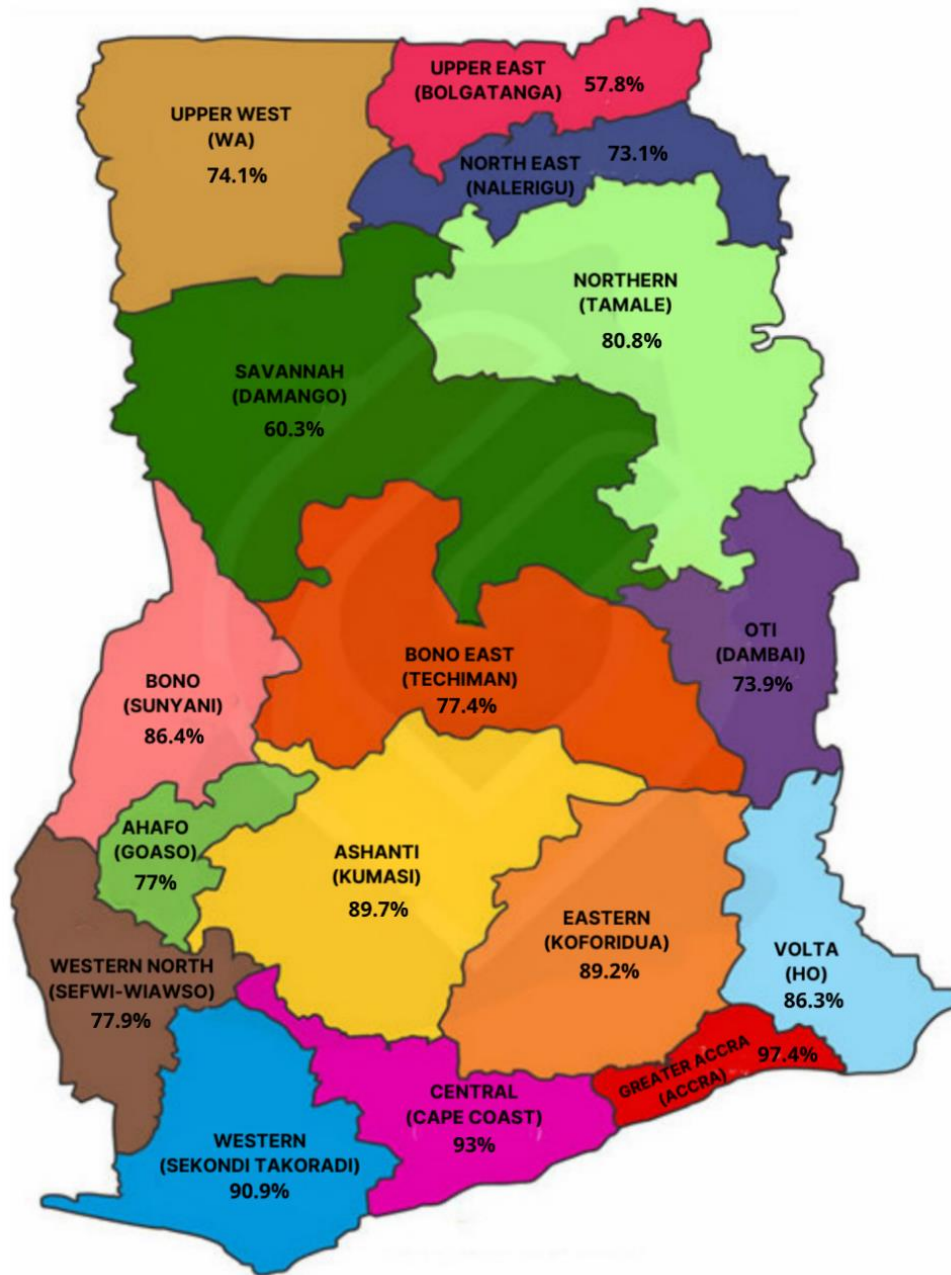 UPPER EAST
(BOLGATANGA)
57.8%
UPPER WEST
(WA)
74.1%
NORTH EAST
(NALERIGU)
73.1%
NORTHERN
(TAMALE)
80.8%
SAVANNAH
(DAMANGO)
60.3%
OTI
(DAMBAI)
73.9%
BONO EAST
(TECHIMAN)
77.4%
BONO
(SUNYANI)
86.4%
AHAFO
(GOASO)
77%
ASHANTI
(KUMASI)
89.7%
EASTERN
(KOFORIDUA)
89.2%
VOLTA
(HO)
86.3%
WESTERN NORTH
(SEFWI-WIAWSO)
77.9%
GREATER ACCRA
(ACCRA)
97.4%
CENTRAL
(CAPE COAST)
93%
WESTERN
(SEKONDI TAKORADI)
90.9%